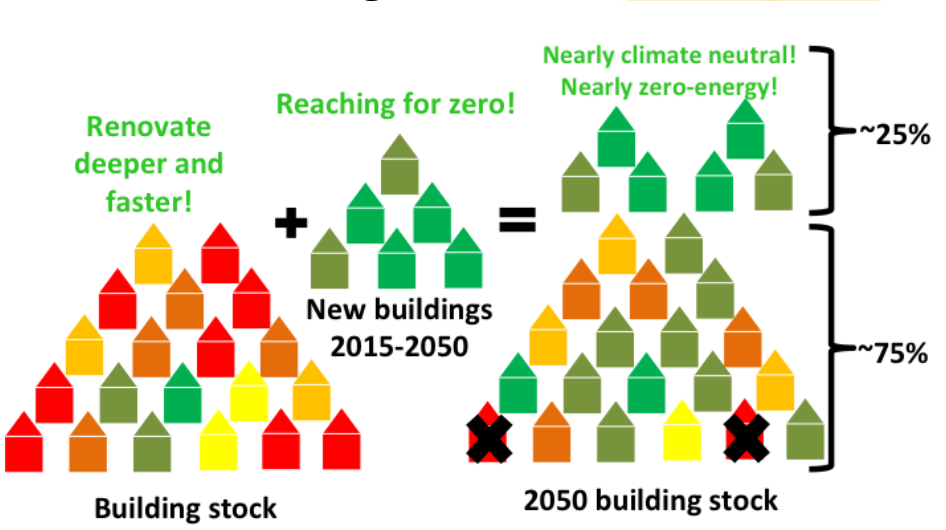 Renovate
deeper and
faster!
+
Reaching for zero!
=
Nearly climate neutral!
Nearly zero-energy!
~25%
New buildings
2015-2050
~75%
Building stock
2050 building stock